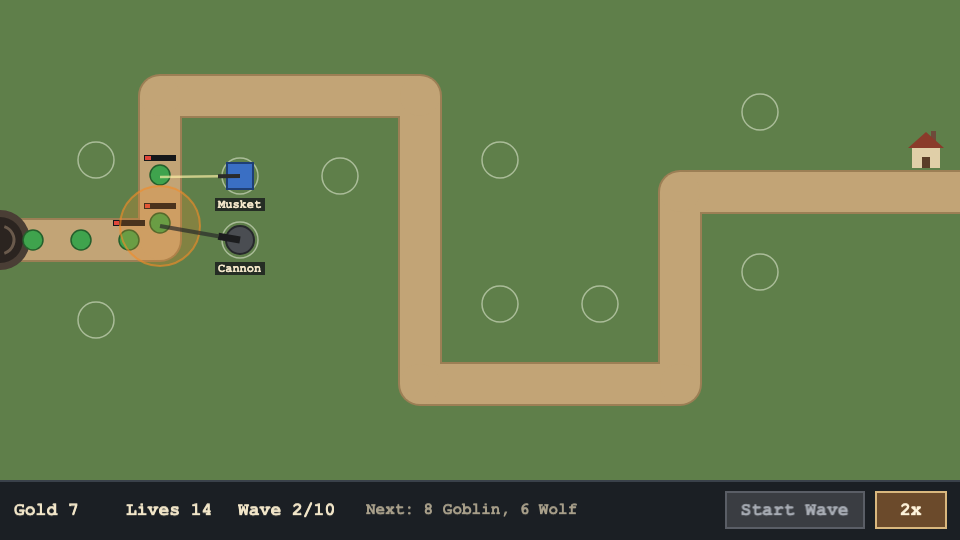 Musket
Cannon
Gold 7
Lives 14
Wave 2/10
Next: 8 Goblin, 6 Wolf
Start Wave
2x